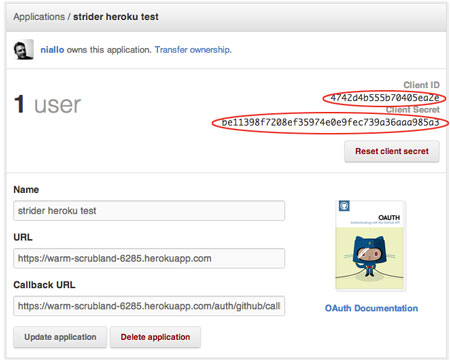 Applications / strider heroku test
niallo owns this application. Transfer ownership.
Client ID
4742d4b555b70405ea2e
1 user
Client Secret
be11398f7208ef35974e0e9fec739a36aaa985a3
Reset client secret
Name
strider heroku test
URL
https://warm-scrubland-6285.herokuapp.com
Callback URL
https://warm-scrubland-6285.herokuapp.com/auth/github/call
OAUTH
OAuth Documentation
Update application
Delete application